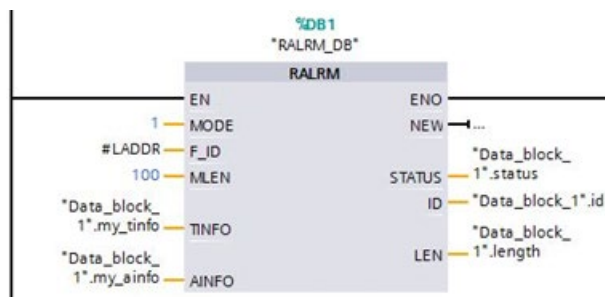 %DB1
"RALRM_DB"
RALRM
EN
ENO
1
MODE
NEW
...
#LADDR
F_ID
100
MLEN
STATUS
"Data_block_
1".status
ID
"Data_block_1".id
"Data_block_
1".my_tinfo
TINFO
LEN
"Data_block_
1".length
"Data_block_
1".my_ainfo
AINFO